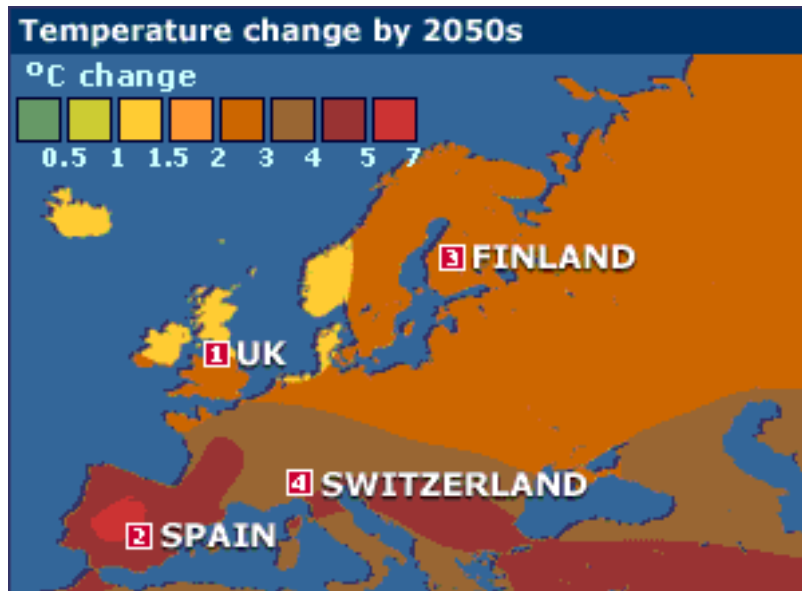 Temperature change by 2050s
ºC change
0.5 1 1.5 2 3 4 5 7
3 FINLAND
1 UK
4 SWITZERLAND
2 SPAIN